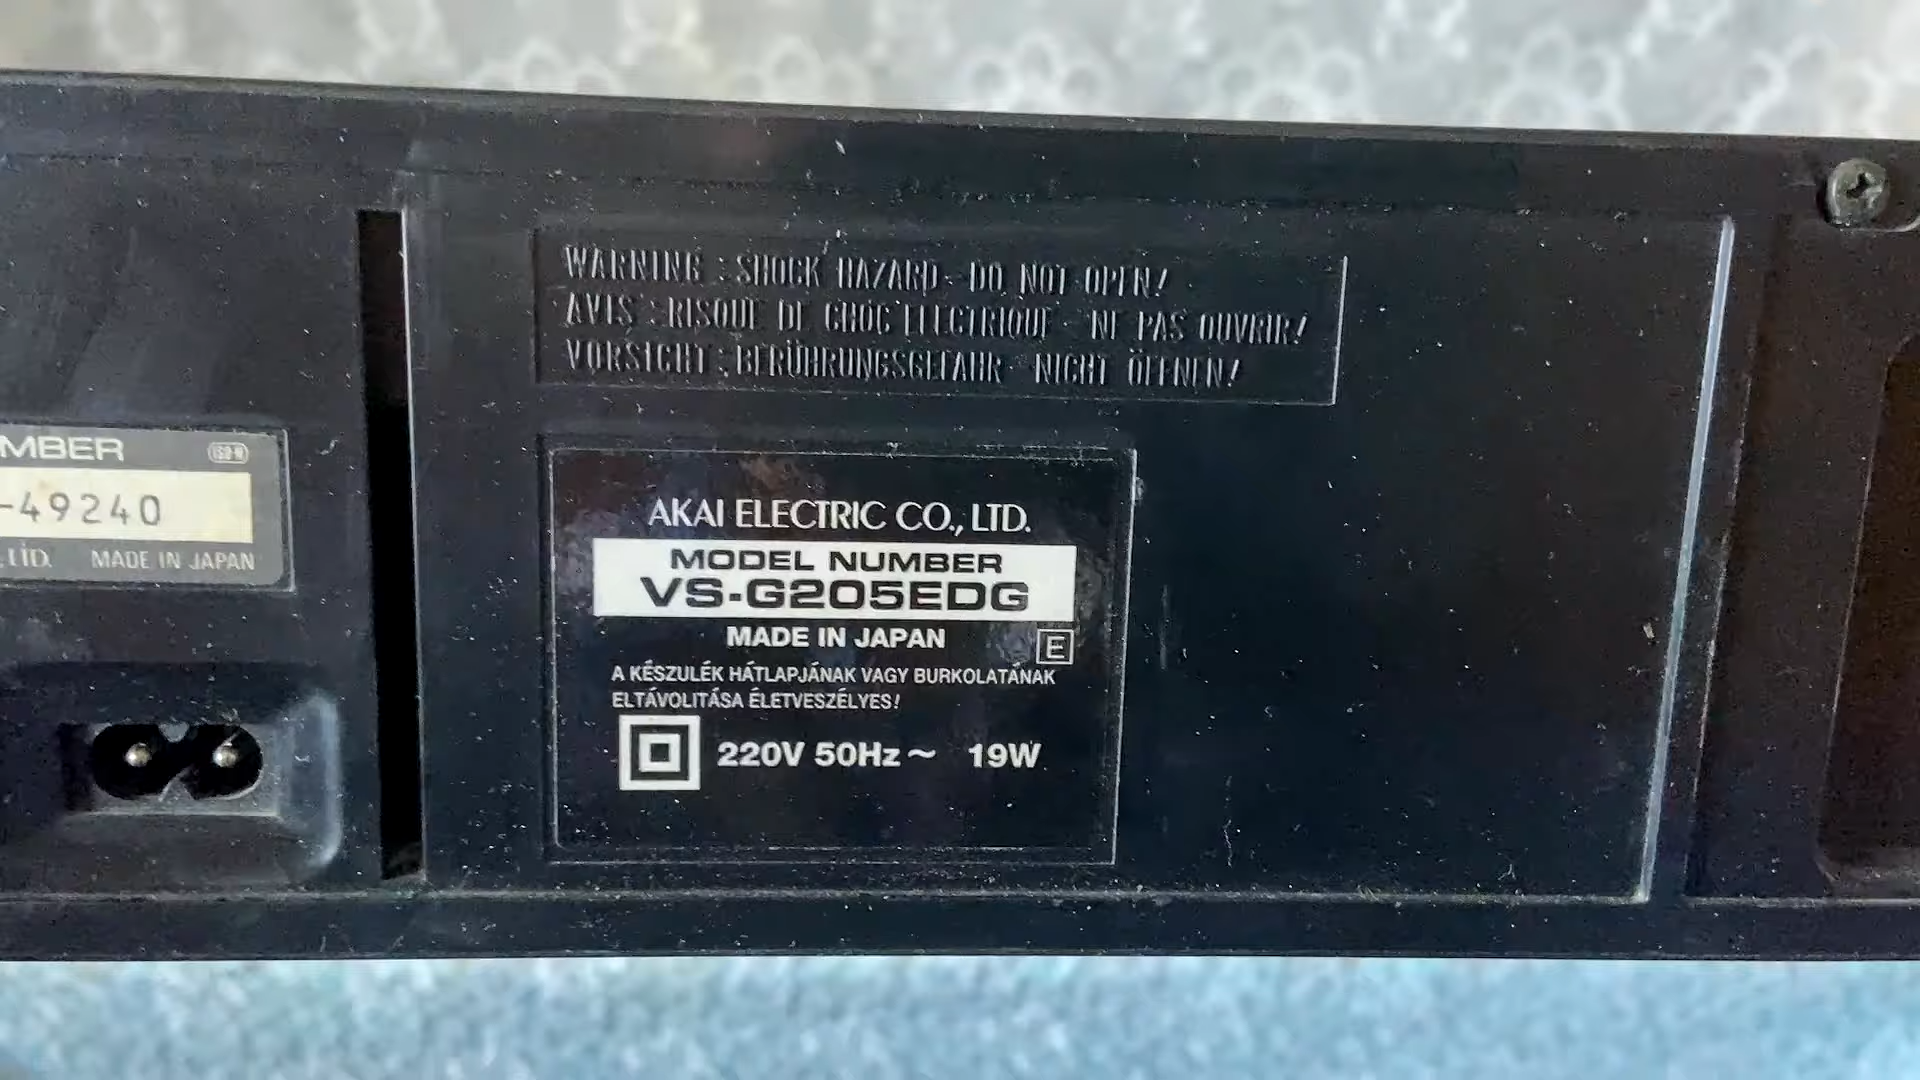 WARNING : SHOCK HAZARD - DO NOT OPEN!
AVIS : RISQUE DE CHOC ELECTRIQUE - NE PAS OUVRIR!
VORSICHT : BERÜHRUNGSGEFAHR - NICHT ÖFFNEN!
MBER
ISO-N
-49240
, LTD. MADE IN JAPAN
AKAI ELECTRIC CO., LTD.
MODEL NUMBER
VS-G205EDG
MADE IN JAPAN
E
A KÉSZULÉK HÁTLAPJÁNAK VAGY BURKOLATÁNAK
ELTÁVOLITÁSA ÉLETVESZÉLYES!
220V 50Hz ~ 19W